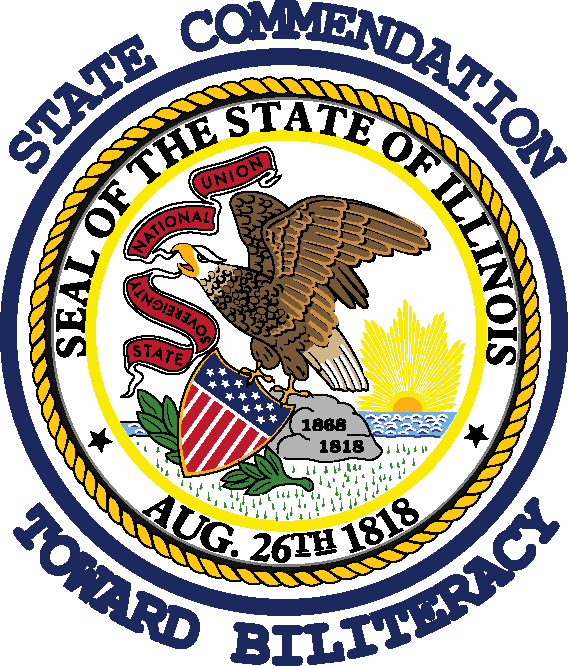 STATE COMMENDATION
SEAL OF THE STATE OF ILLINOIS
UNION
NATIONAL
SOVEREIGNTY
STATE
1868
1818
AUG. 26TH 1818
TOWARD BILITERACY